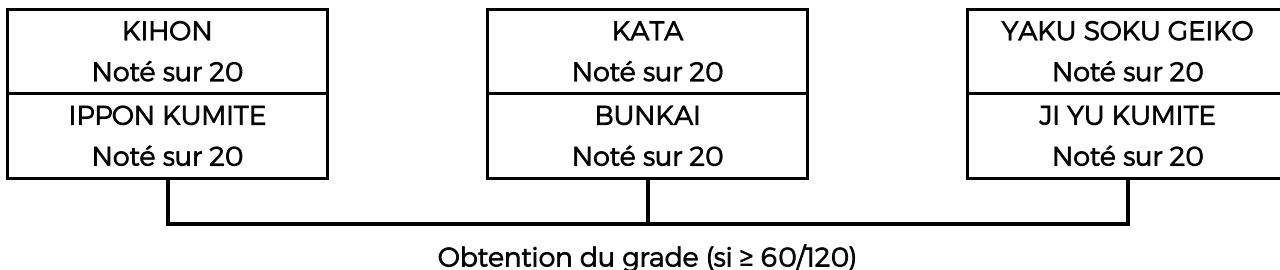 KIHON
Noté sur 20
IPPON KUMITE
Noté sur 20
KATA
Noté sur 20
BUNKAI
Noté sur 20
YAKU SOKU GEIKO
Noté sur 20
JI YU KUMITE
Noté sur 20
Obtention du grade (si ≥ 60/120)